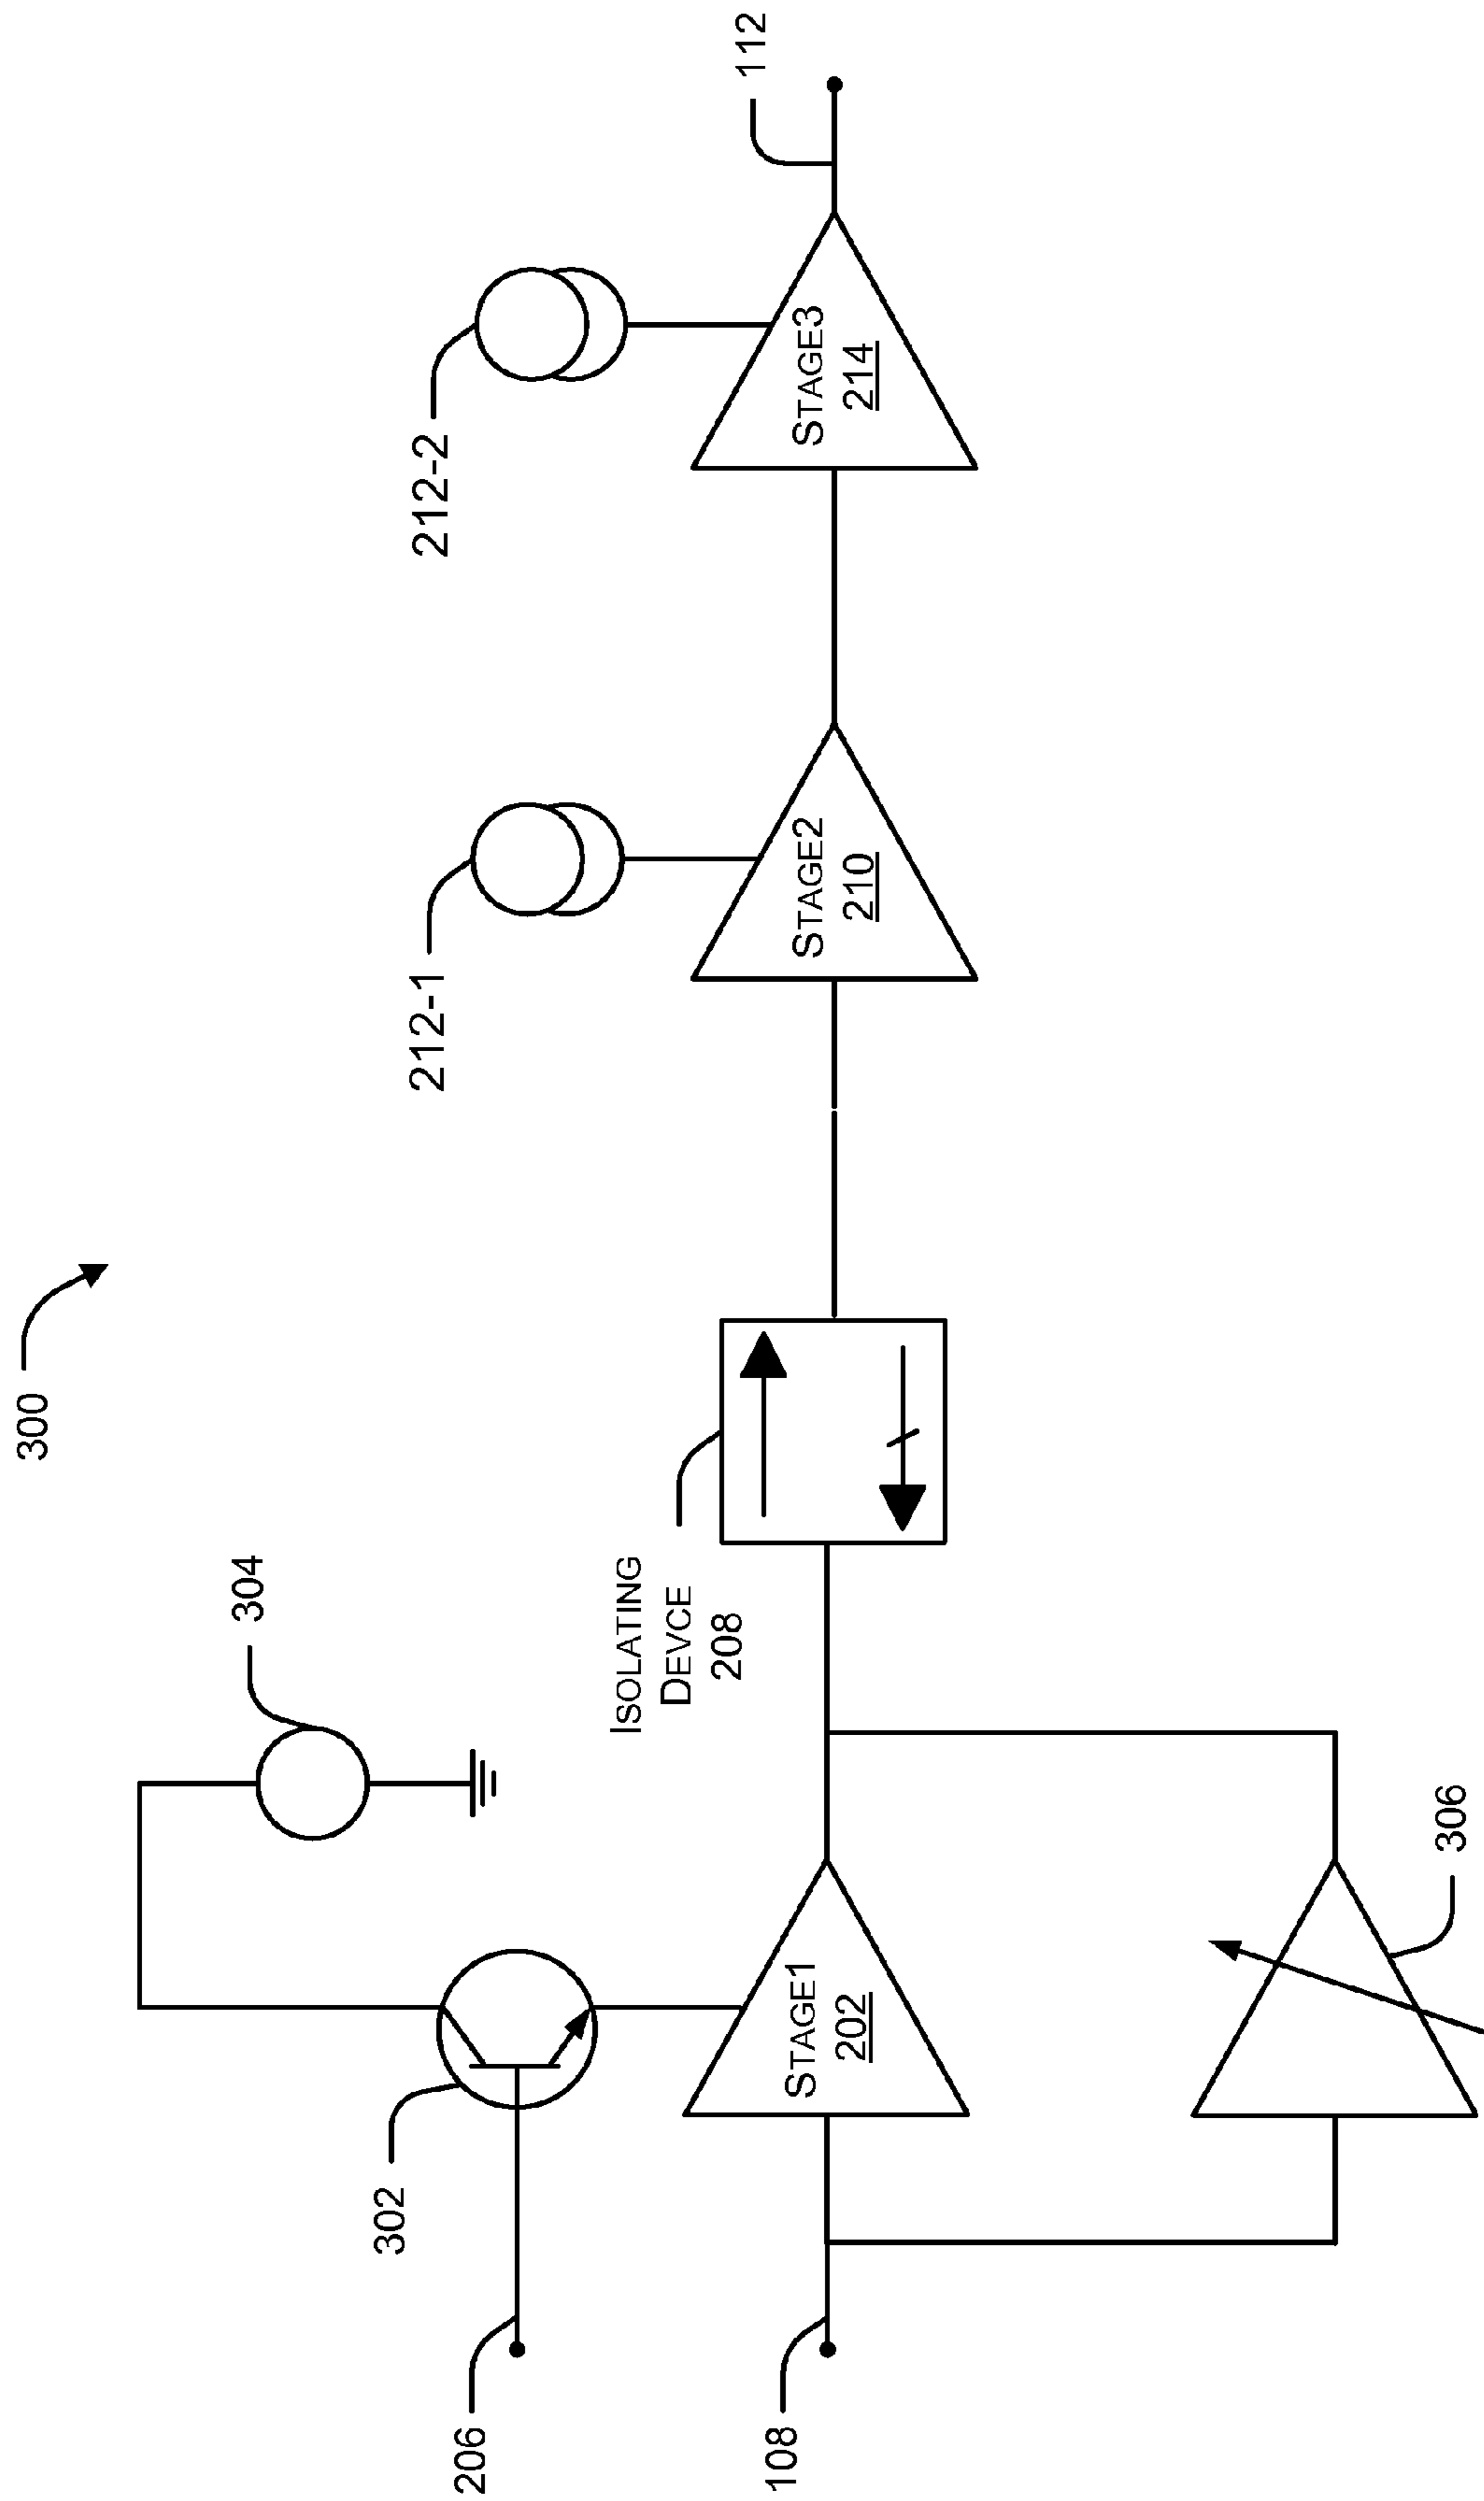 300
304
302
206
108
212-1
212-2
112
ISOLATING
DEVCE
208
STAGE1
202
STAGE2
210
STAGE3
214
306